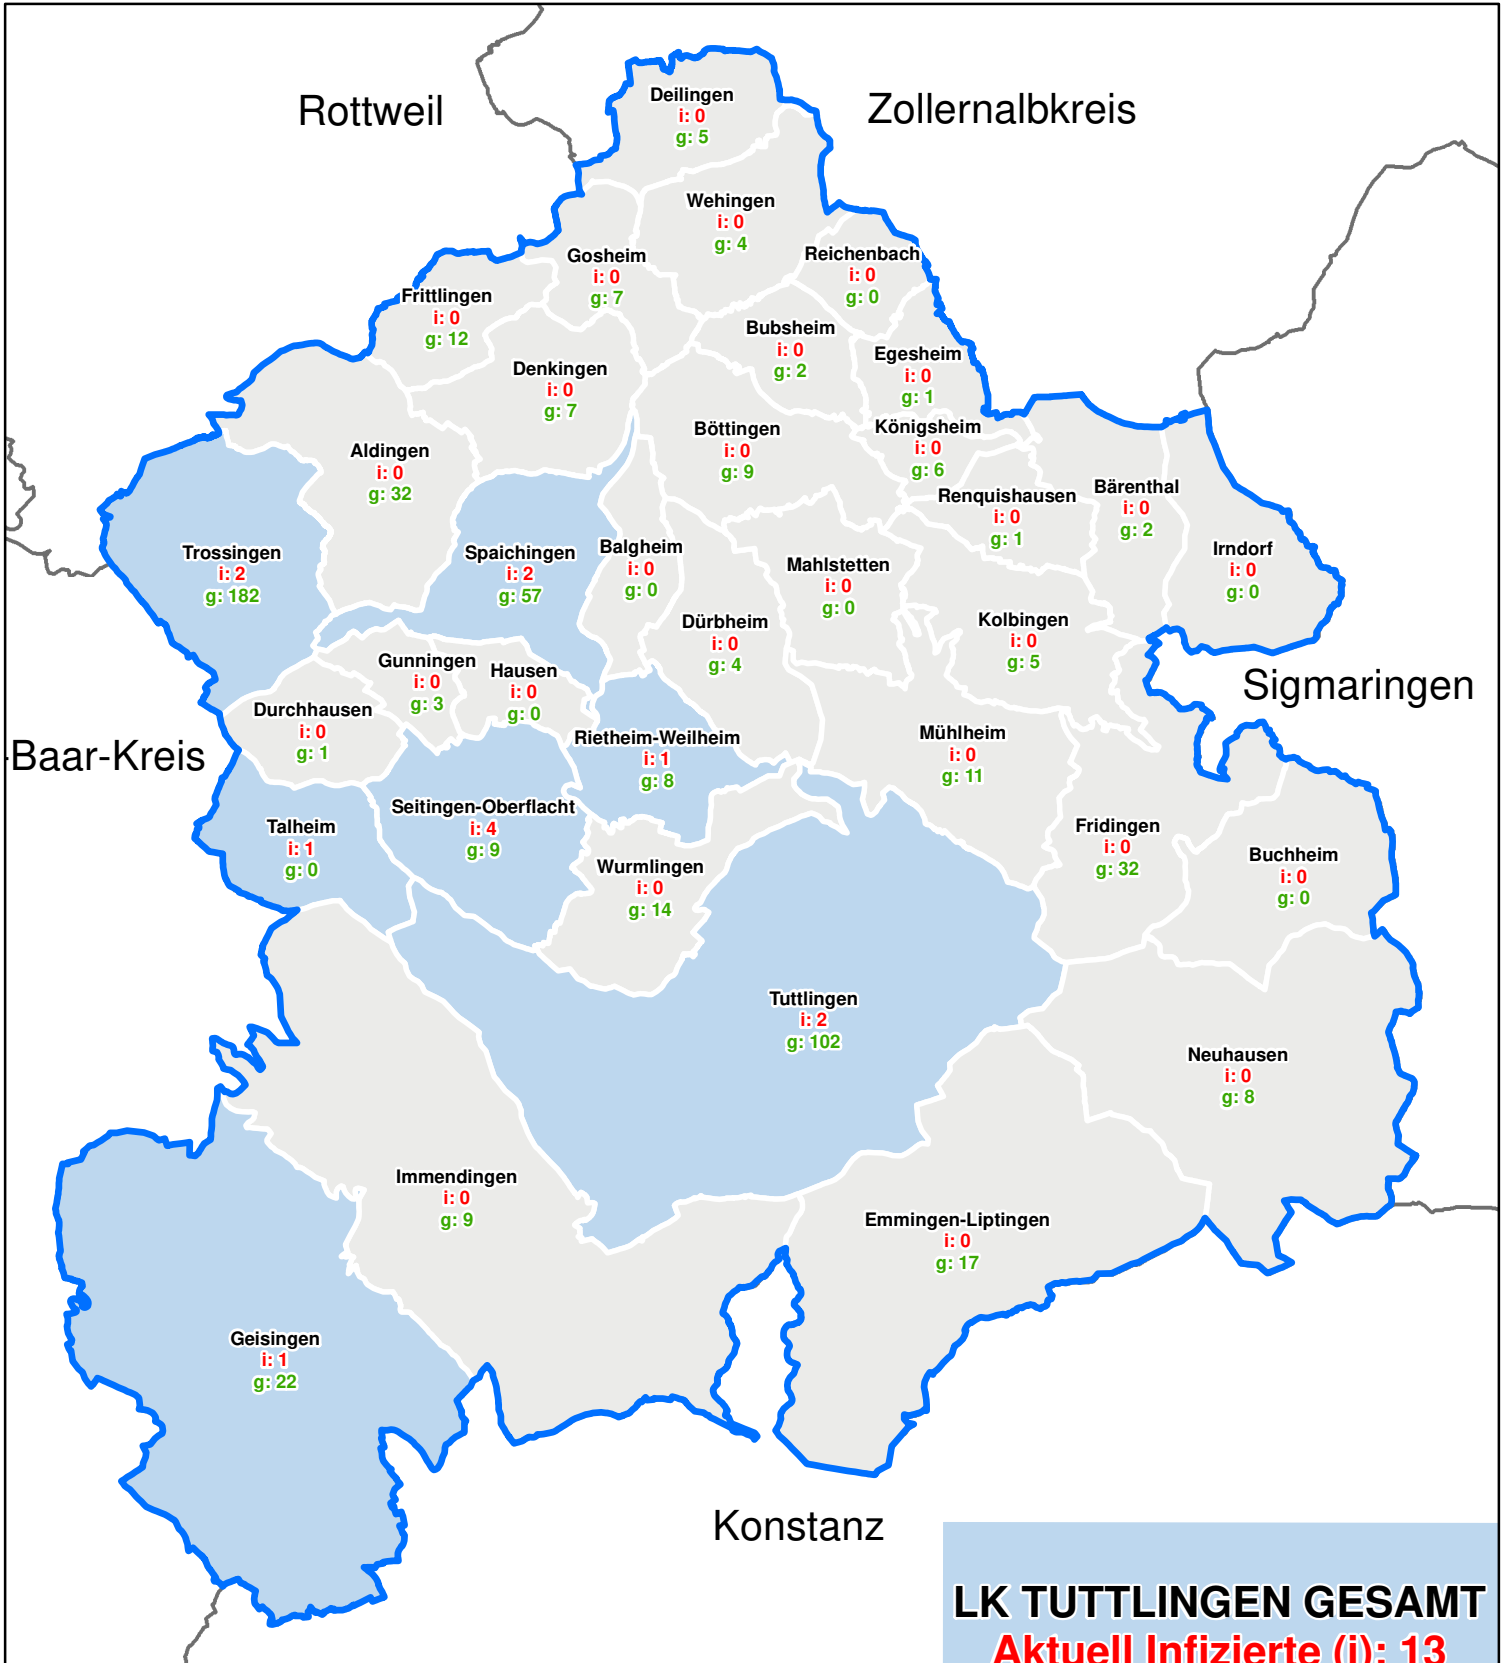 Rottweil
Zollernalbkreis
Deilingen
i: 0
g: 5
Wehingen
i: 0
g: 4
Gosheim
i: 0
g: 7
Reichenbach
i: 0
g: 0
Frittlingen
i: 0
g: 12
Bubsheim
i: 0
g: 2
Egesheim
i: 0
g: 1
Denkingen
i: 0
g: 7
Aldingen
i: 0
g: 32
Böttingen
i: 0
g: 9
Königsheim
i: 0
g: 6
Renquishausen
i: 0
g: 1
Bärenthal
i: 0
g: 2
Irndorf
i: 0
g: 0
Trossingen
i: 2
g: 182
Spaichingen
i: 2
g: 57
Balgheim
i: 0
g: 0
Mahlstetten
i: 0
g: 0
Dürbheim
i: 0
g: 4
Kolbingen
i: 0
g: 5
Gunningen
i: 0
g: 3
Hausen
i: 0
g: 0
Sigmaringen
Durchhausen
i: 0
g: 1
-Baar-Kreis
Rietheim-Weilheim
i: 1
g: 8
Mühlheim
i: 0
g: 11
Seitingen-Oberflacht
i: 4
g: 9
Talheim
i: 1
g: 0
Wurmlingen
i: 0
g: 14
Fridingen
i: 0
g: 32
Buchheim
i: 0
g: 0
Tuttlingen
i: 2
g: 102
Neuhausen
i: 0
g: 8
Immendingen
i: 0
g: 9
Emmingen-Liptingen
i: 0
g: 17
Geisingen
i: 1
g: 22
Konstanz
LK TUTTLINGEN GESAMT
Aktuell Infizierte (i): 13